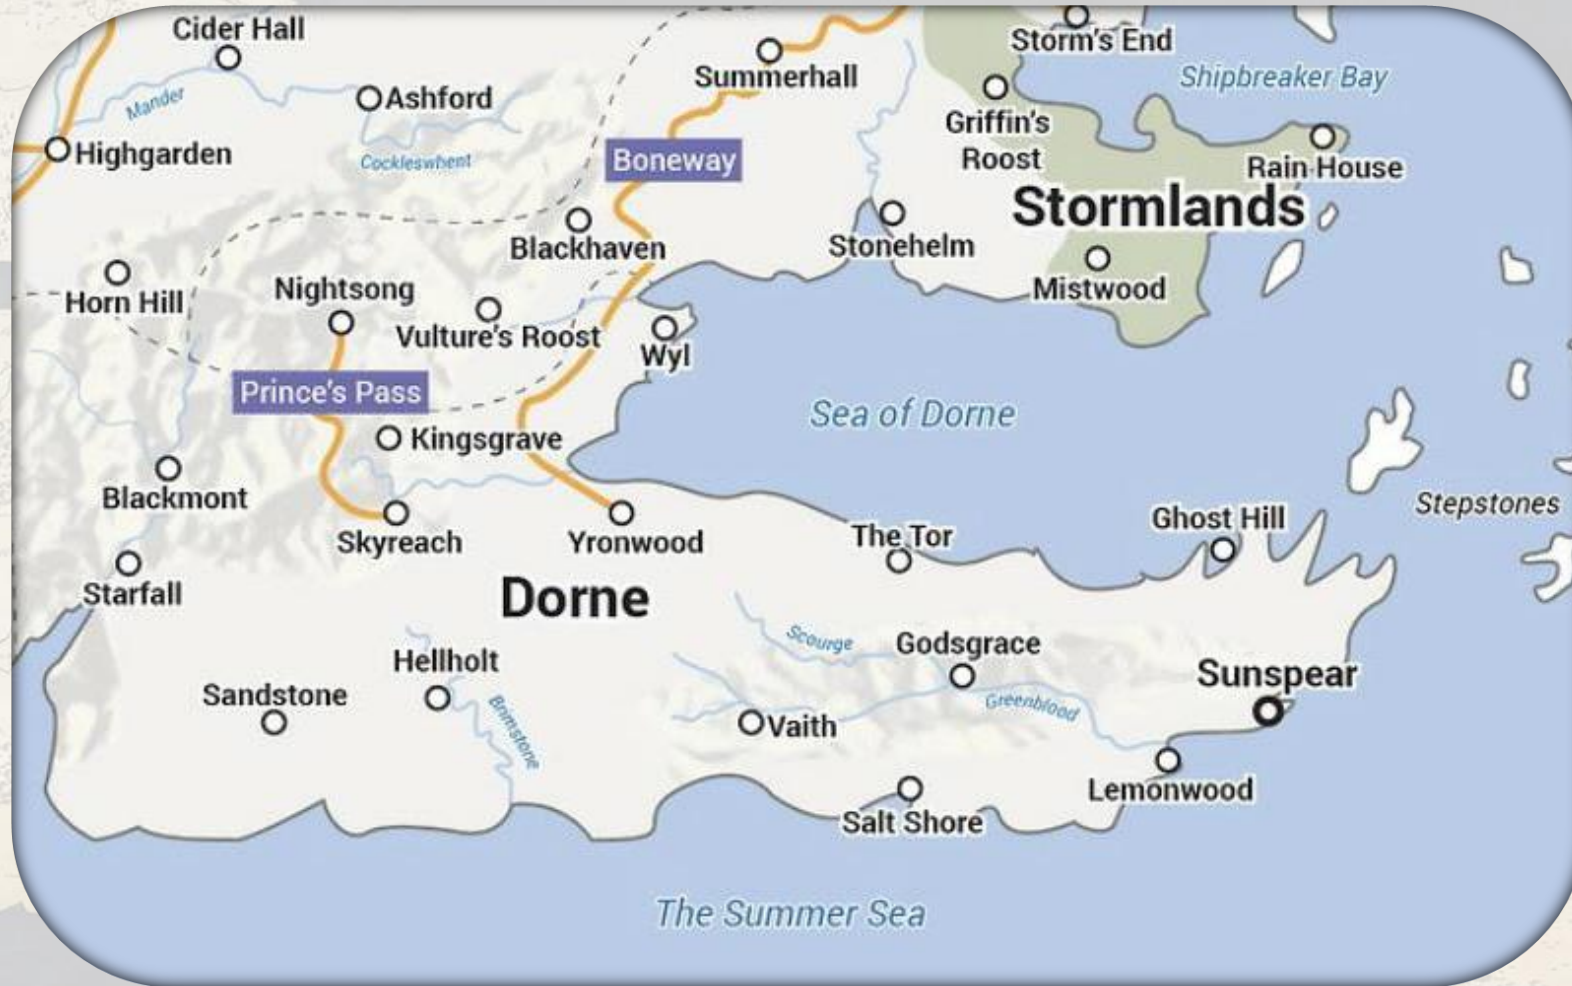 Cider Hall
Storm's End
Summerhall
Shipbreaker Bay
Mander
Ashford
Griffin's
Roost
Highgarden
Cockleswhent
Boneway
Rain House
Stormlands
Blackhaven
Stonehelm
Horn Hill
Nightsong
Mistwood
Vulture's Roost
Wyl
Prince's Pass
Sea of Dorne
Kingsgrave
Blackmont
Stepstones
Skyreach
Yronwood
The Tor
Ghost Hill
Starfall
Dorne
Scourge
Godsgrace
Hellholt
Sunspear
Sandstone
Brimstone
Greenblood
Vaith
Lemonwood
Salt Shore
The Summer Sea